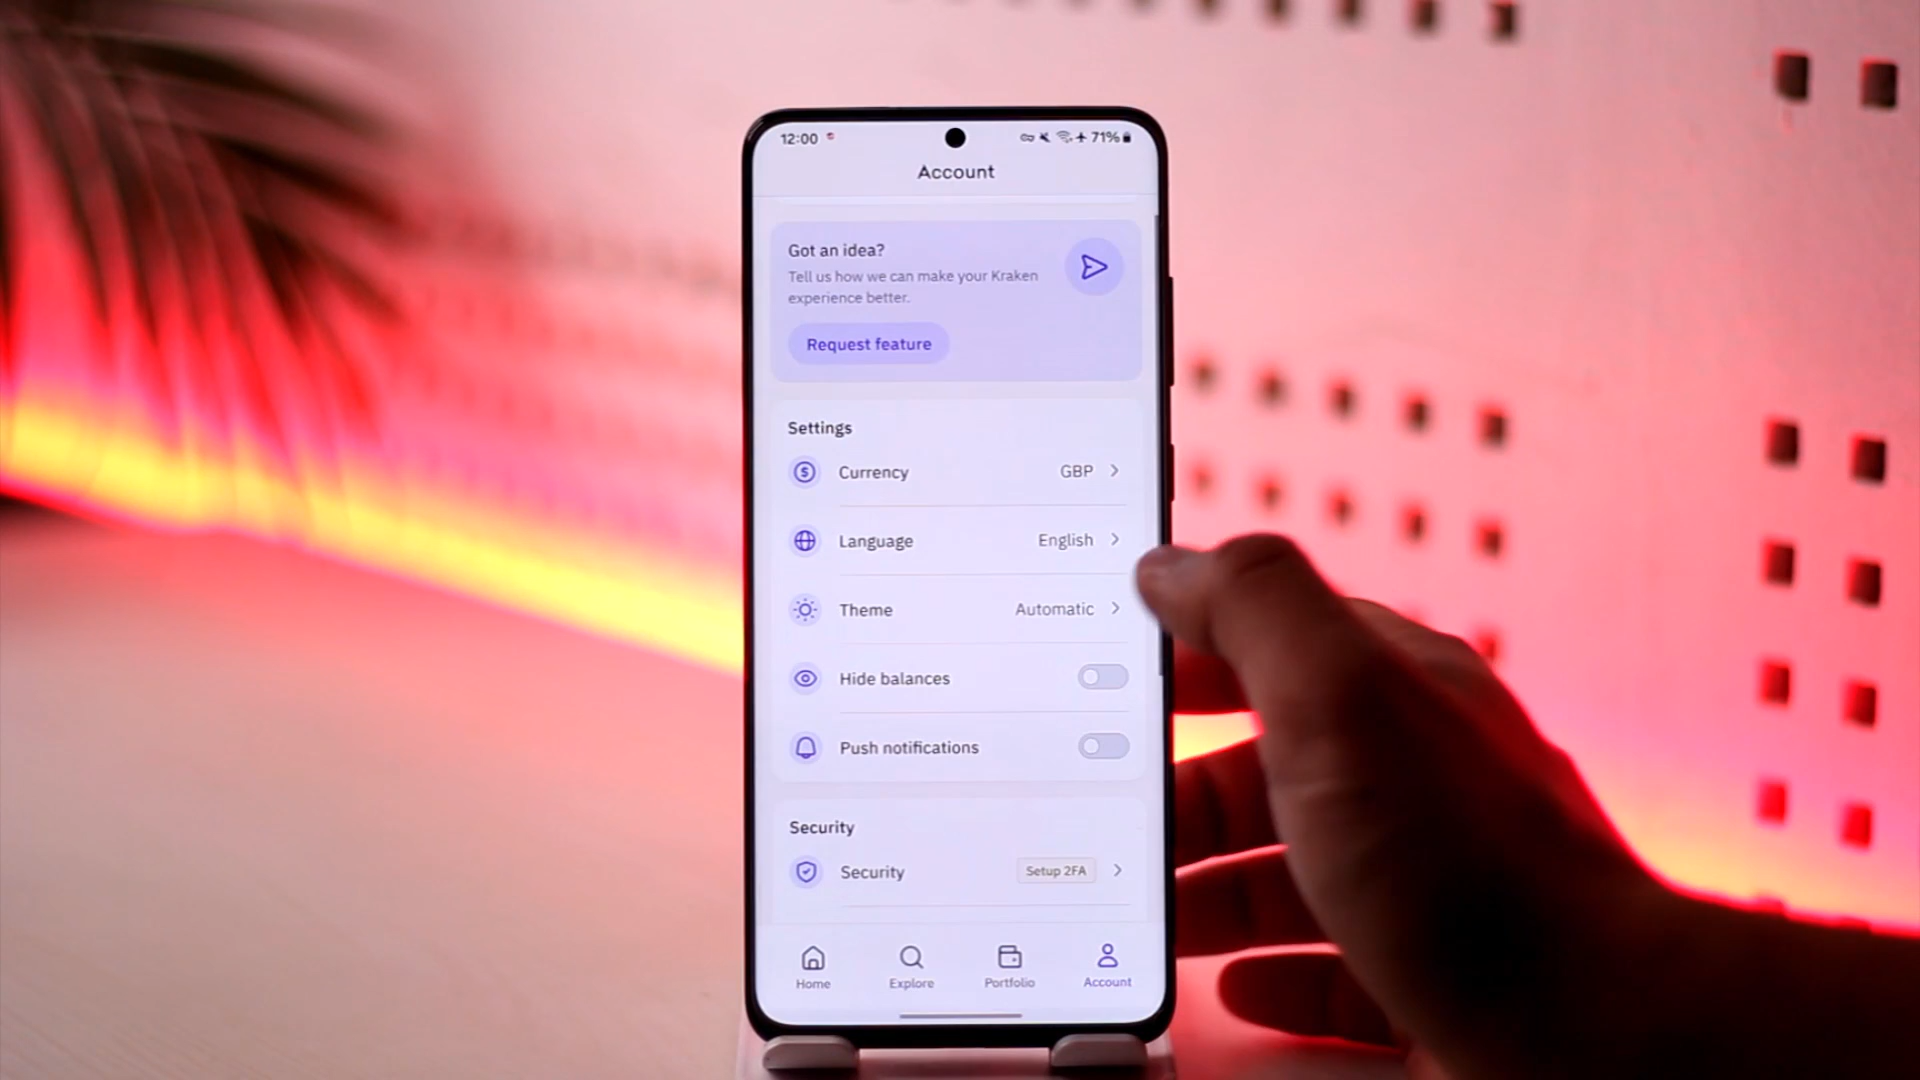 12:00
71%
Account
Got an idea?
Tell us how we can make your Kraken
experience better.
Request feature
Settings
Currency GBP
Language English
Theme Automatic
Hide balances
Push notifications
Security
Security Setup 2FA
Home Explore Portfolio Account